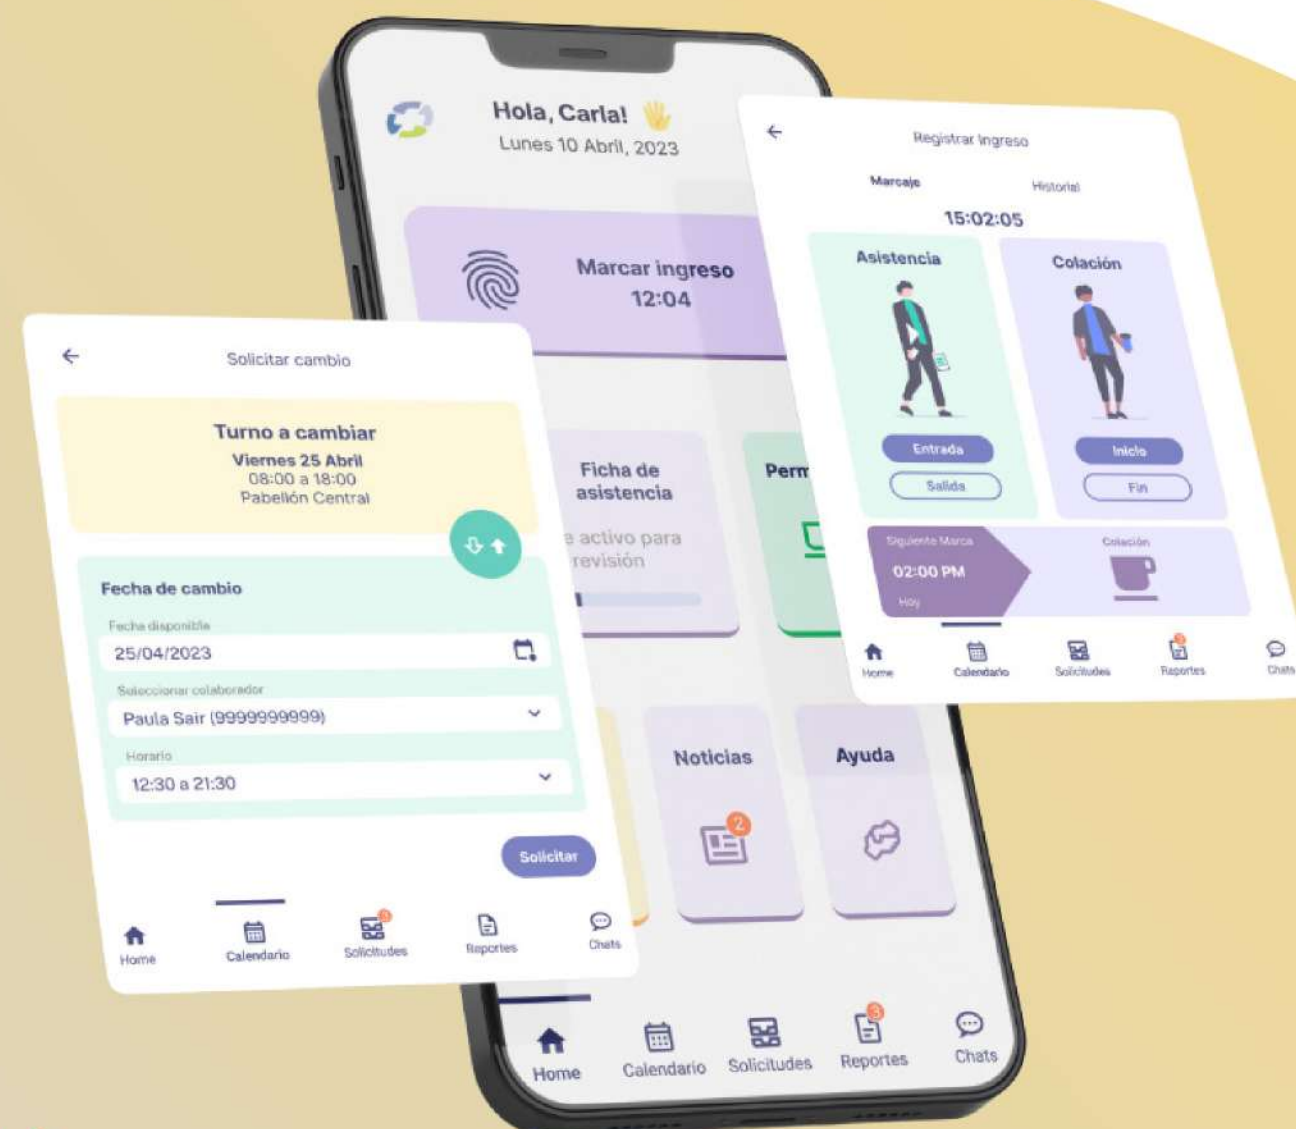 Hola, Carla!
Lunes 10 Abril, 2023
Marcar ingreso
12:04
Ficha de
asistencia
activo para
revisión
Noticias
2
Ayuda
Home
Calendario
Solicitudes
3
Reportes
Chats
Solicitar cambio
Turno a cambiar
Viernes 25 Abril
08:00 a 18:00
Pabellón Central
Fecha de cambio
Fecha disponible
25/04/2023
Seleccionar colaborador
Paula Sair (9999999999)
Horario
12:30 a 21:30
Solicitar
Home
Calendario
3
Solicitudes
Reportes
Chats
Registrar Ingreso
Marcaje
Historial
15:02:05
Asistencia
Colación
Entrada
Inicio
Salida
Fin
Siguiente Marca
Colación
02:00 PM
Hoy
Home
Calendario
Solicitudes
Reportes
Chats